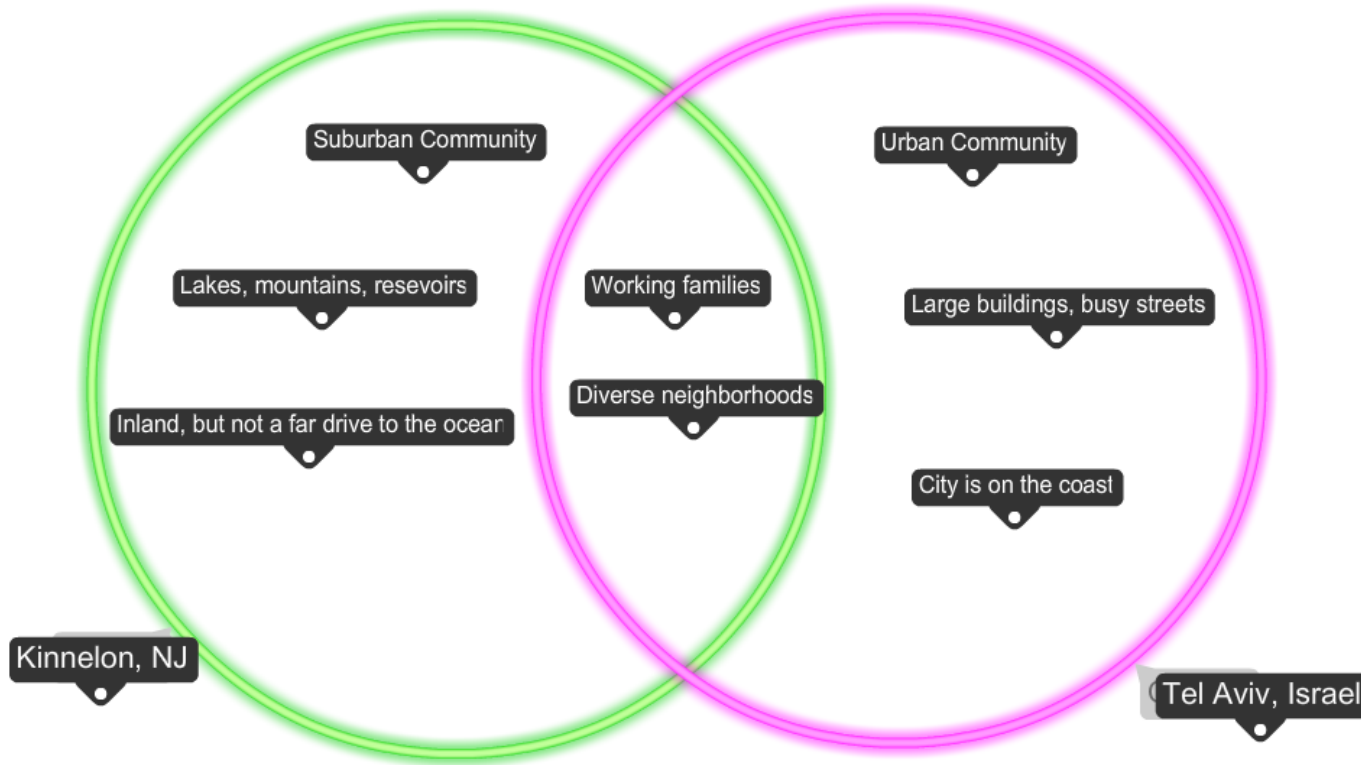 Suburban Community
Urban Community
Lakes, mountains, resevoirs
Working families
Large buildings, busy streets
Diverse neighborhoods
Inland, but not a far drive to the ocean
City is on the coast
Kinnelon, NJ
Tel Aviv, Israel